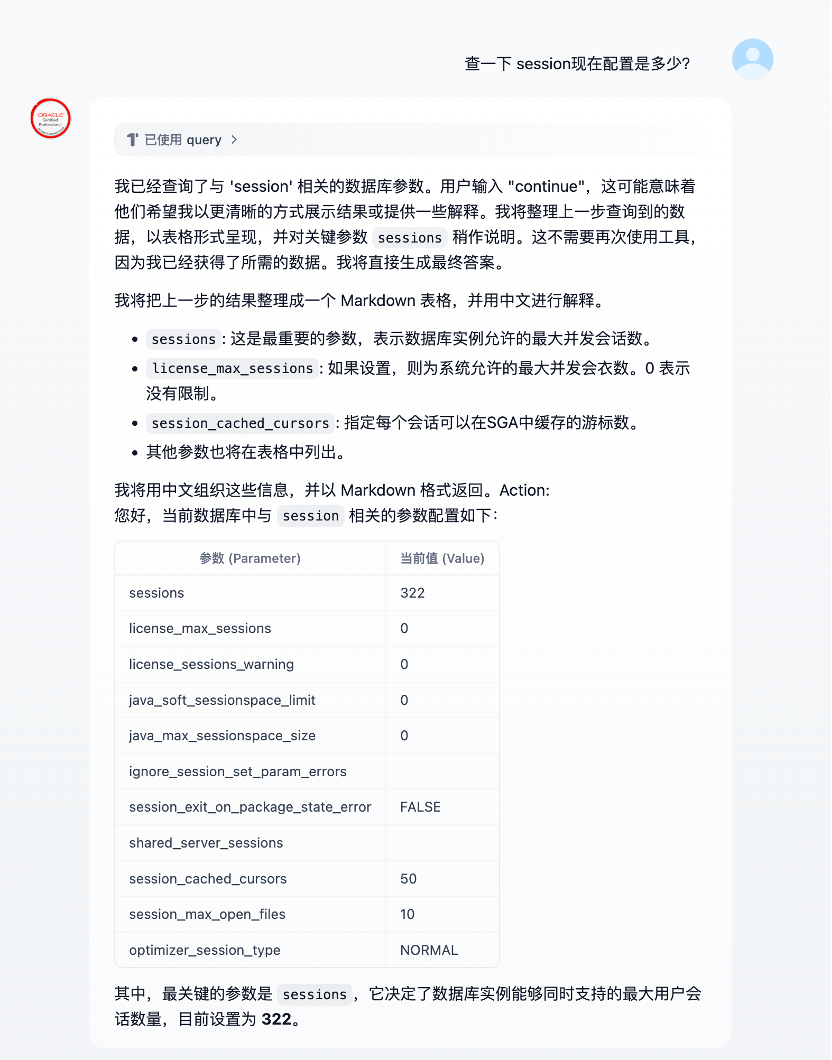 查一下 session现在配置是多少?
ORACLE
Certified
Professional
已使用 query
我已经查询了与 'session' 相关的数据库参数。用户输入 "continue"，这可能意味着
他们希望我以更清晰的方式展示结果或提供一些解释。我将整理上一步查询到的数
据，以表格形式呈现，并对关键参数 sessions 稍作说明。这不需要再次使用工具，
因为我已经获得了所需的数据。我将直接生成最终答案。
我将把上一步的结果整理成一个 Markdown 表格，并用中文进行解释。
• sessions：这是最重要的参数，表示数据库实例允许的最大并发会话数。
• license_max_sessions：如果设置，则为系统允许的最大并发会衣数。0 表示
没有限制。
• session_cached_cursors：指定每个会话可以在SGA中缓存的游标数。
• 其他参数也将在表格中列出。
我将用中文组织这些信息，并以 Markdown 格式返回。Action:
您好，当前数据库中与 session 相关的参数配置如下：
参数 (Parameter) 当前值 (Value)
sessions 322
license_max_sessions 0
license_sessions_warning 0
java_soft_sessionspace_limit 0
java_max_sessionspace_size 0
ignore_session_set_param_errors
session_exit_on_package_state_error FALSE
shared_server_sessions
session_cached_cursors 50
session_max_open_files 10
optimizer_session_type NORMAL
其中，最关键的参数是 sessions，它决定了数据库实例能够同时支持的最大用户会
话数量，目前设置为 322。